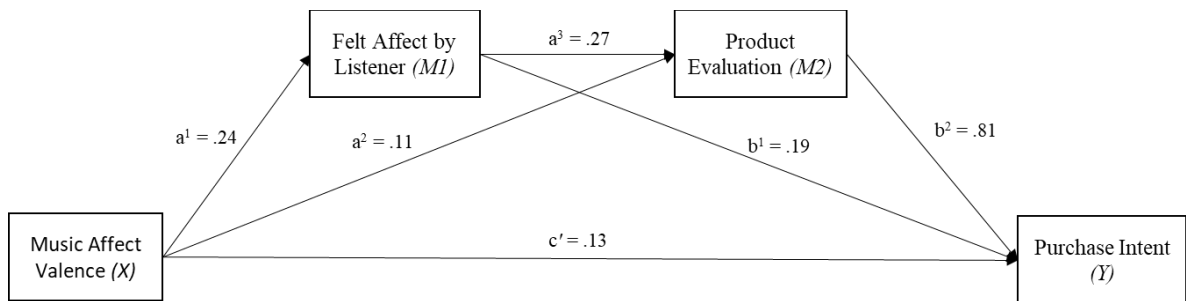 Felt Affect by
Listener (M1)
a³ = .27
Product
Evaluation (M2)
a¹ = .24
a² = .11
b¹ = .19
b² = .81
Music Affect
Valence (X)
c′ = .13
Purchase Intent
(Y)